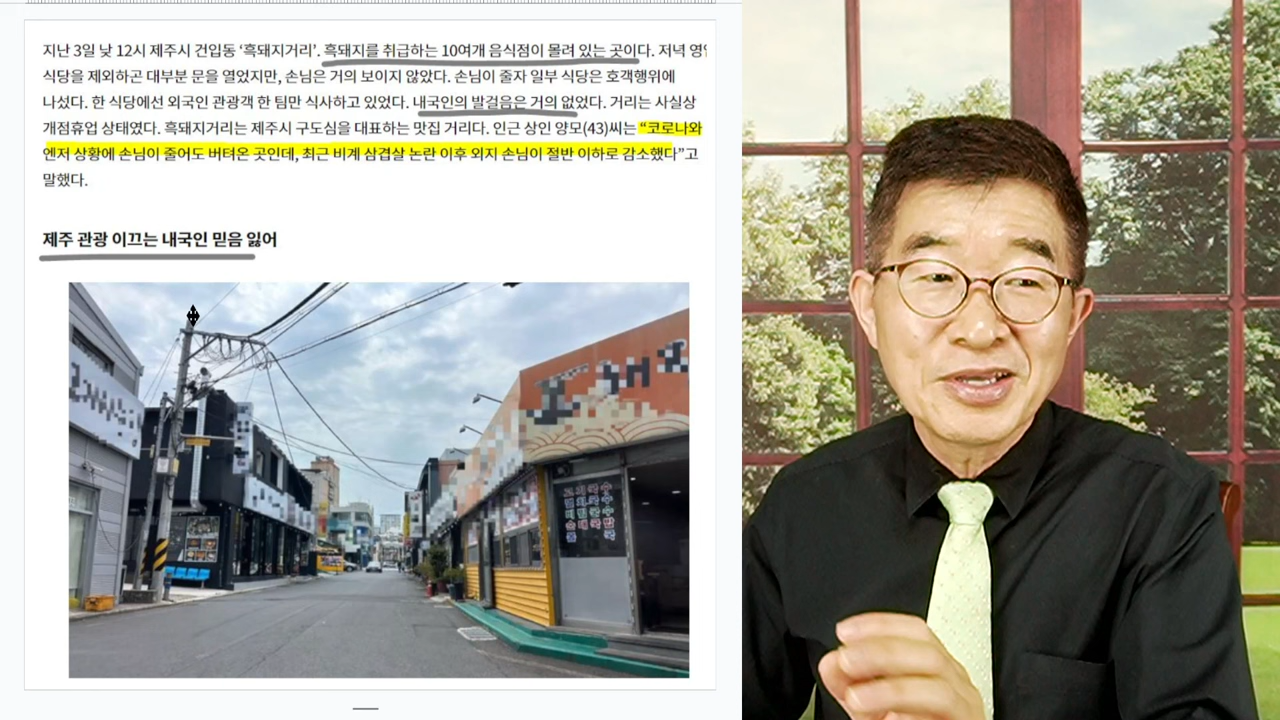 지난 3일 낮 12시 제주시 건입동 ‘흑돼지거리’. 흑돼지를 취급하는 10여개 음식점이 몰려 있는 곳이다. 저녁
식당을 제외하곤 대부분 문을 열었지만, 손님은 거의 보이지 않았다. 손님이 줄자 일부 식당은 호객행위에
나섰다. 한 식당에선 외국인 관광객 한 팀만 식사하고 있었다. 내국인의 발걸음은 거의 없었다. 거리는 사실상
개점휴업 상태였다. 흑돼지거리는 제주시 구도심을 대표하는 맛집 거리다. 인근 상인 양모(43)씨는 “코로나와
엔저 상황에 손님이 줄어도 버텨온 곳인데, 최근 비계 삼겹살 논란 이후 외지 손님이 절반 이하로 감소했다”고
말했다.
제주 관광 이끄는 내국인 믿음 잃어